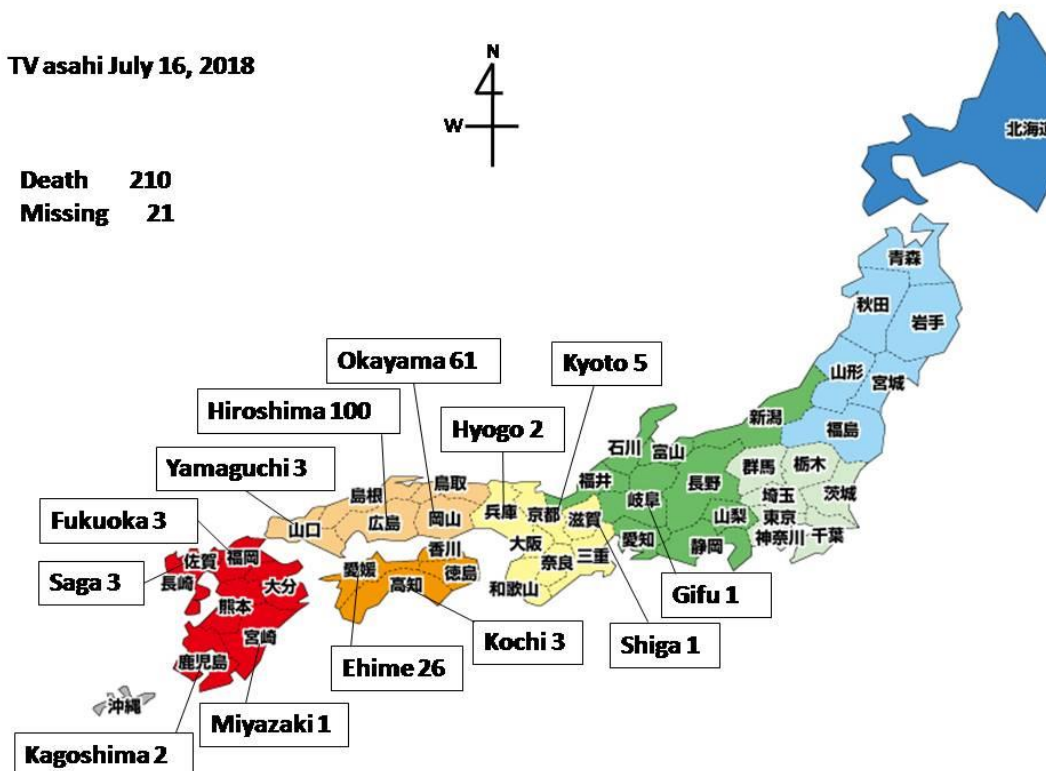 TV asahi July 16, 2018
N
W
Death 210
Missing 21
北海道
青森
秋田
岩手
山形
宮城
福島
新潟
Okayama 61
Kyoto 5
Hiroshima 100
Hyogo 2
Yamaguchi 3
Fukuoka 3
Saga 3
石川
富山
群馬
栃木
福井
長野
茨城
島根
鳥取
岐阜
埼玉
山口
広島
岡山
兵庫
京都
滋賀
山梨
東京
愛知
静岡
神奈川
千葉
香川
大阪
奈良
三重
和歌山
愛媛
高知
徳島
佐賀
福岡
長崎
大分
熊本
宮崎
鹿児島
沖縄
Gifu 1
Kochi 3
Shiga 1
Ehime 26
Miyazaki 1
Kagoshima 2